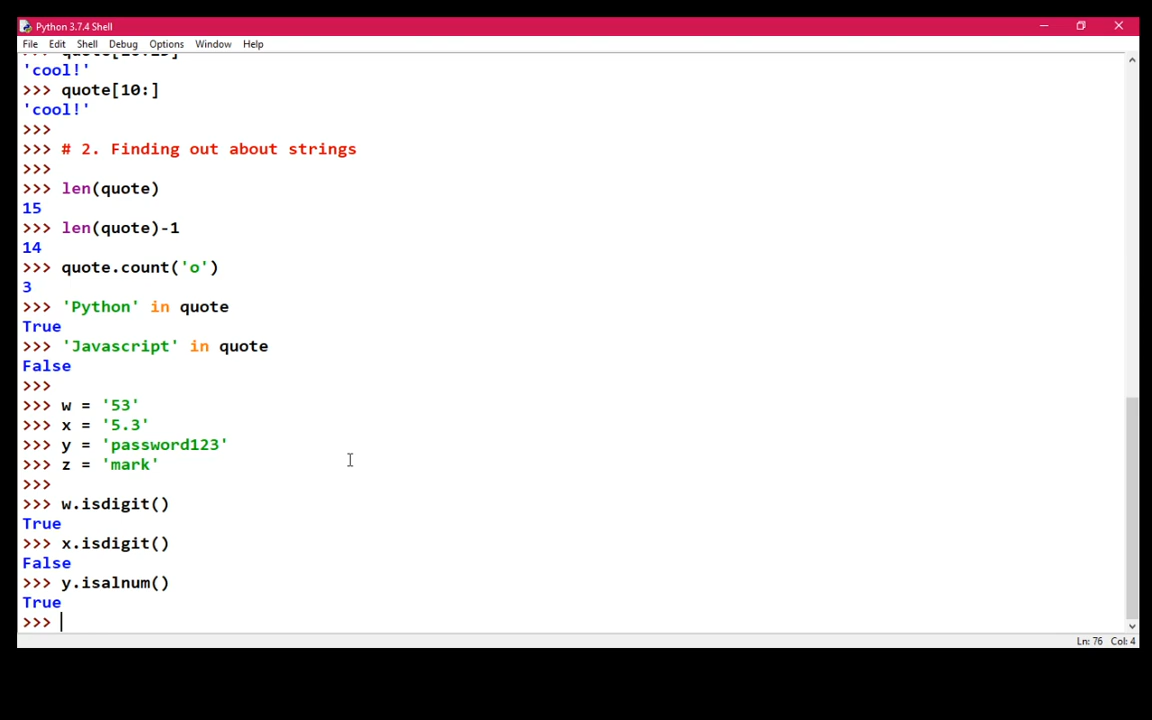 Python 3.7.4 Shell
File Edit Shell Debug Options Window Help
'cool!'
>>> quote[10:]
'cool!'
>>>
>>> # 2. Finding out about strings
>>>
>>> len(quote)
15
>>> len(quote)-1
14
>>> quote.count('o')
3
>>> 'Python' in quote
True
>>> 'Javascript' in quote
False
>>>
>>> w = '53'
>>> x = '5.3'
>>> y = 'password123'
>>> z = 'mark'
>>>
>>> w.isdigit()
True
>>> x.isdigit()
False
>>> y.isalnum()
True
>>>
Ln: 76 Col: 4